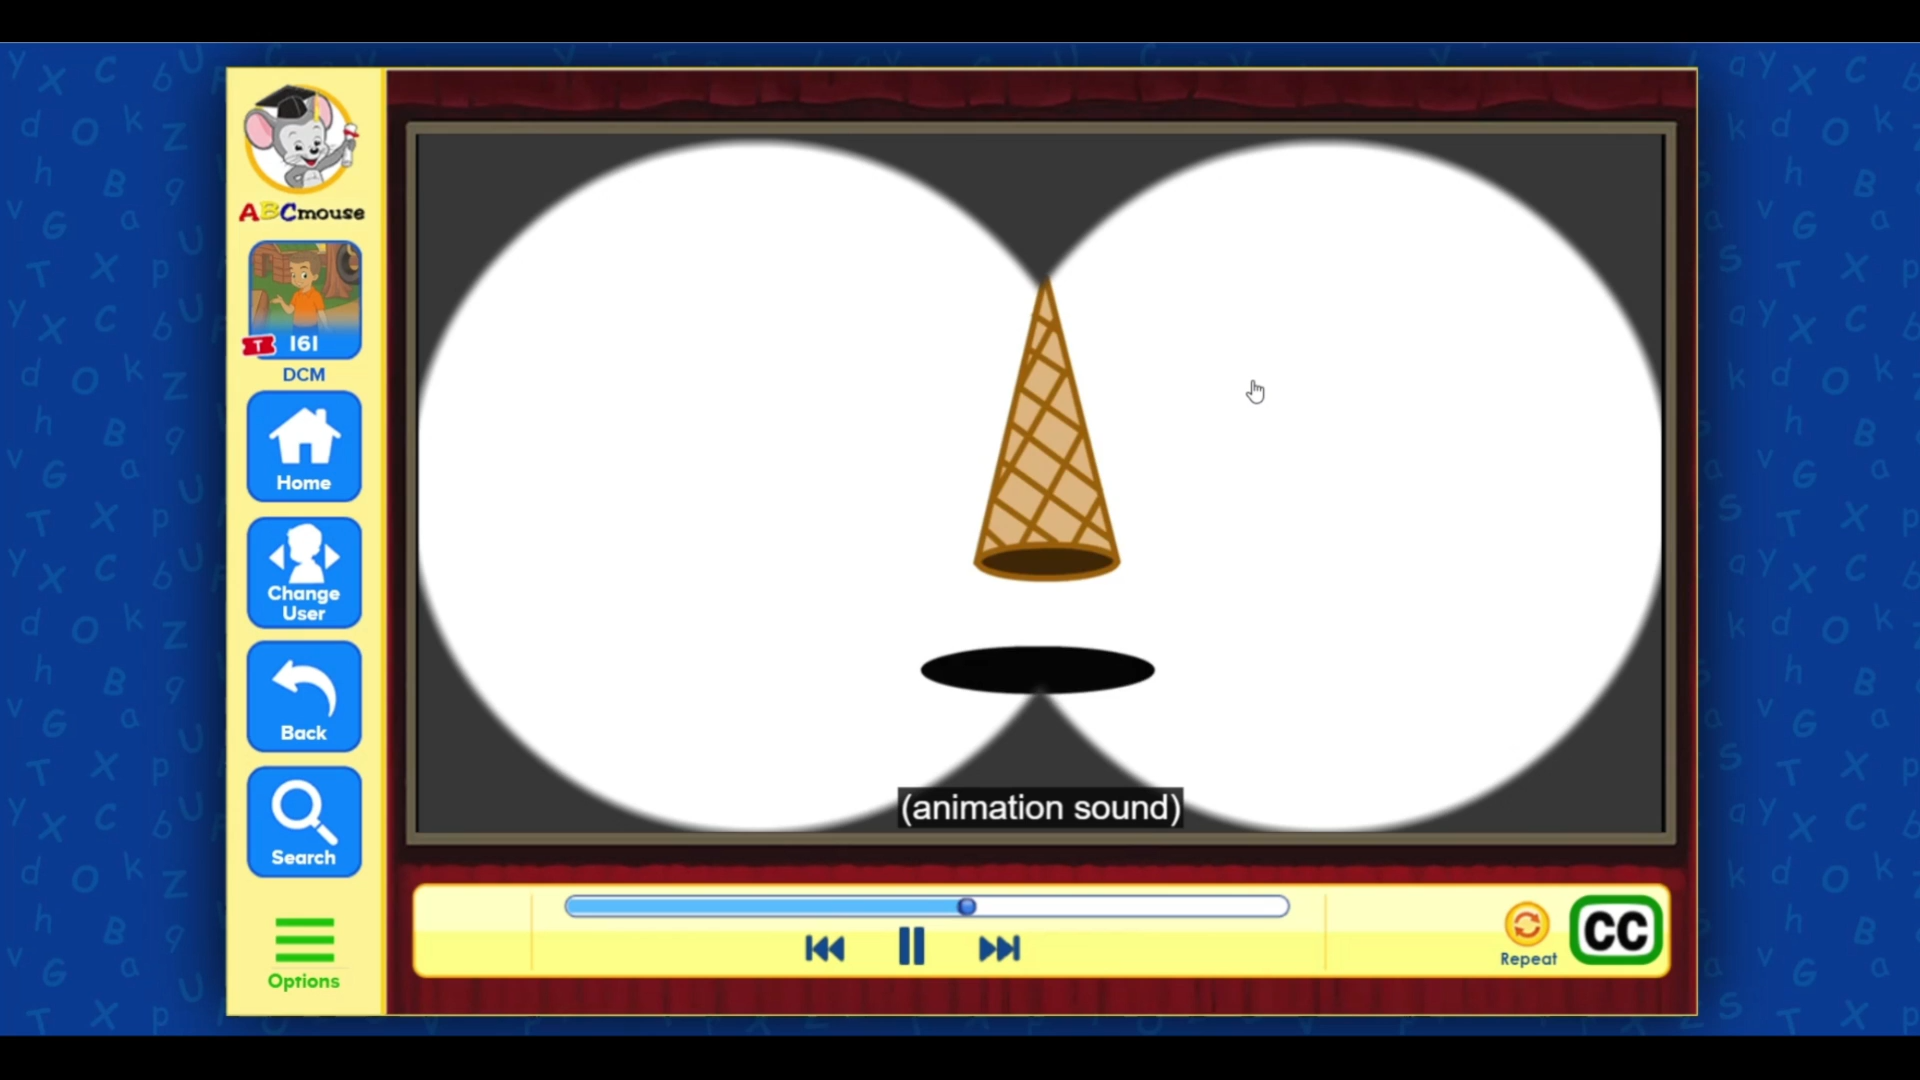 ABCmouse
T 161
DCM
Home
Change
User
Back
Search
Options
(animation sound)
Repeat
CC